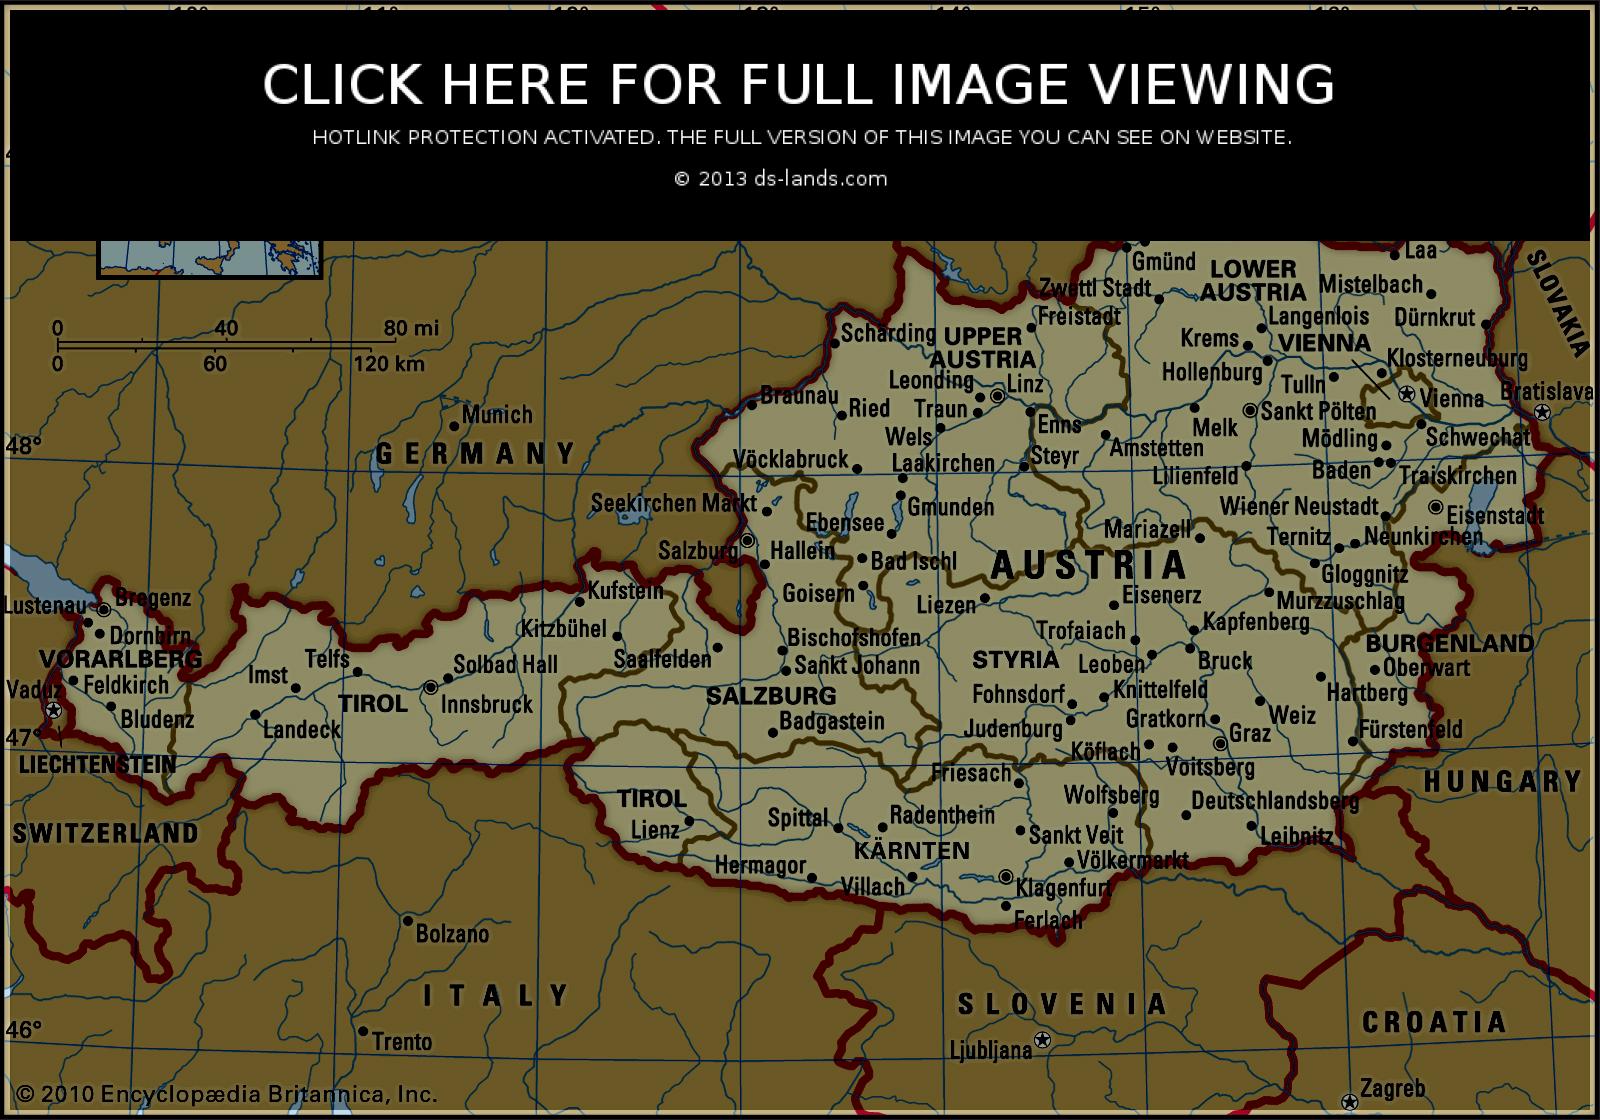 CLICK HERE FOR FULL IMAGE VIEWING
HOTLINK PROTECTION ACTIVATED. THE FULL VERSION OF THIS IMAGE YOU CAN SEE ON WEBSITE.
© 2013 ds-lands.com
Laa
Gmünd
LOWER
AUSTRIA
SLOVAKIA
Zwettl Stadt
Mistelbach
Freistadt
Langenlois
Dürnkrut
0 40 80 mi
0 60 120 km
Schärding
UPPER
AUSTRIA
Krems
VIENNA
Klosterneuburg
Hollenburg
Tulln
Leonding
Linz
Braunau
Ried
Traun
Vienna
Bratislava
Munich
Sankt Pölten
Enns
Melk
Wels
Mödling
Schwechat
48°
GERMANY
Amstetten
Vöcklabruck
Laakirchen
Steyr
Lilienfeld
Baden
Traiskirchen
Seekirchen Markt
Gmunden
Wiener Neustadt
Eisenstadt
Ebensee
Mariazell
Ternitz
Neunkirchen
Salzburg
Hallein
Bad Ischl
AUSTRIA
Gloggnitz
Kufstein
Goisern
Liezen
Eisenerz
Murzzuschlag
Lustenau
Bregenz
Kapfenberg
Dornbirn
Kitzbühel
Bischofshofen
Trofaiach
BURGENLAND
VORARLBERG
Telfs
Saalfelden
Sankt Johann
STYRIA
Leoben
Bruck
Oberwart
Imst
Solbad Hall
Vaduz
Feldkirch
TIROL
Innsbruck
SALZBURG
Fohnsdorf
Knittelfeld
Hartberg
Bludenz
Landeck
Badgastein
Judenburg
Gratkorn
Weiz
Graz
Fürstenfeld
47°
Köflach
LIECHTENSTEIN
Friesach
Voitsberg
HUNGARY
TIROL
Wolfsberg
Deutschlandsberg
SWITZERLAND
Lienz
Spittal
Radenthein
Sankt Veit
Leibnitz
KÄRNTEN
Hermagor
Völkermarkt
Villach
Klagenfurt
Ferlach
Bolzano
ITALY
SLOVENIA
CROATIA
46°
Trento
Ljubljana
Zagreb
© 2010 Encyclopædia Britannica, Inc.